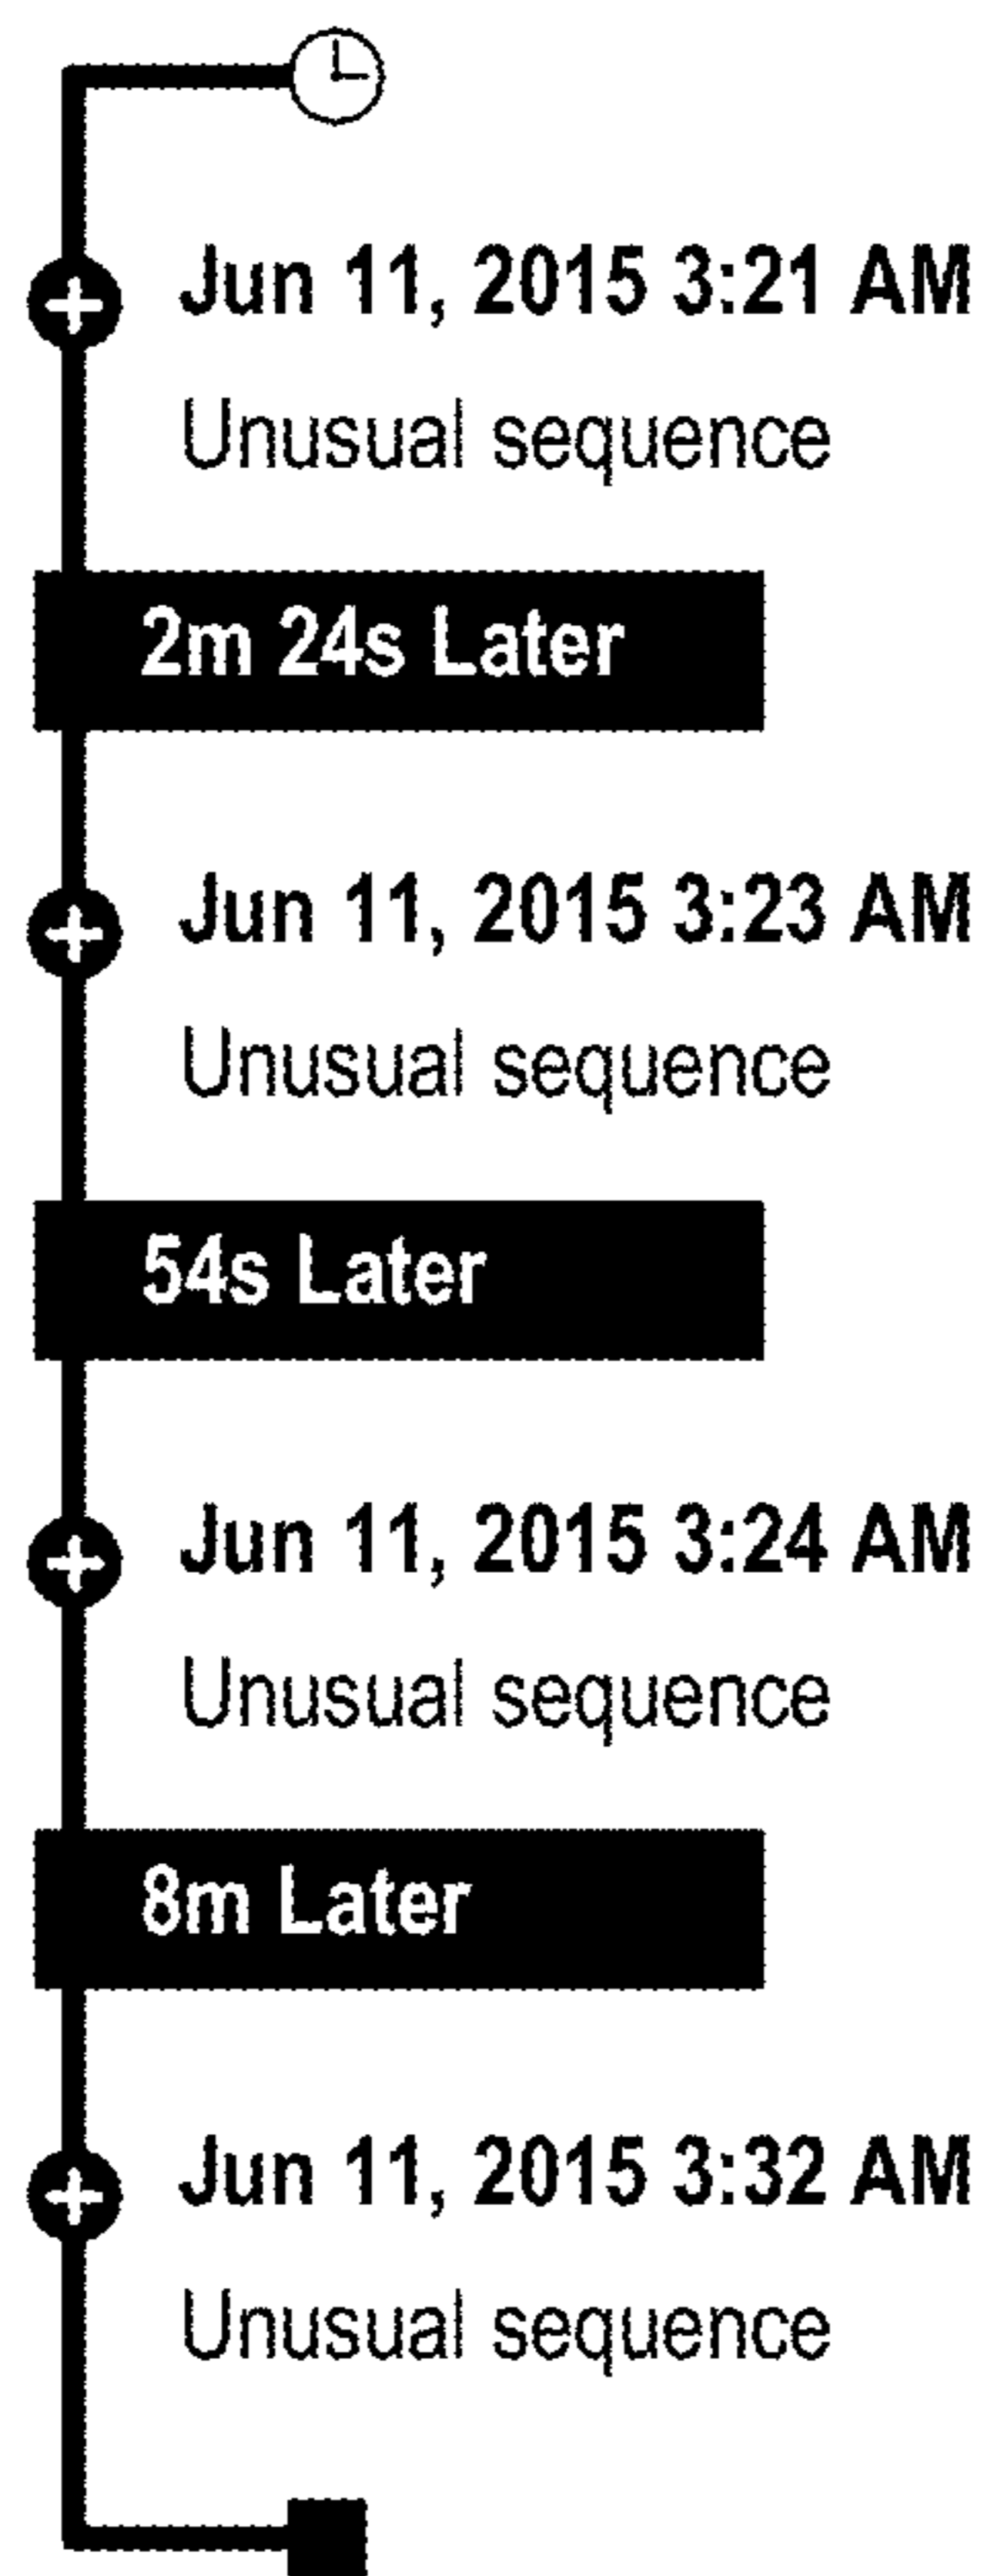 Jun 11, 2015 3:21 AM
Unusual sequence
2m 24s Later
Jun 11, 2015 3:23 AM
Unusual sequence
54s Later
Jun 11, 2015 3:24 AM
Unusual sequence
8m Later
Jun 11, 2015 3:32 AM
Unusual sequence